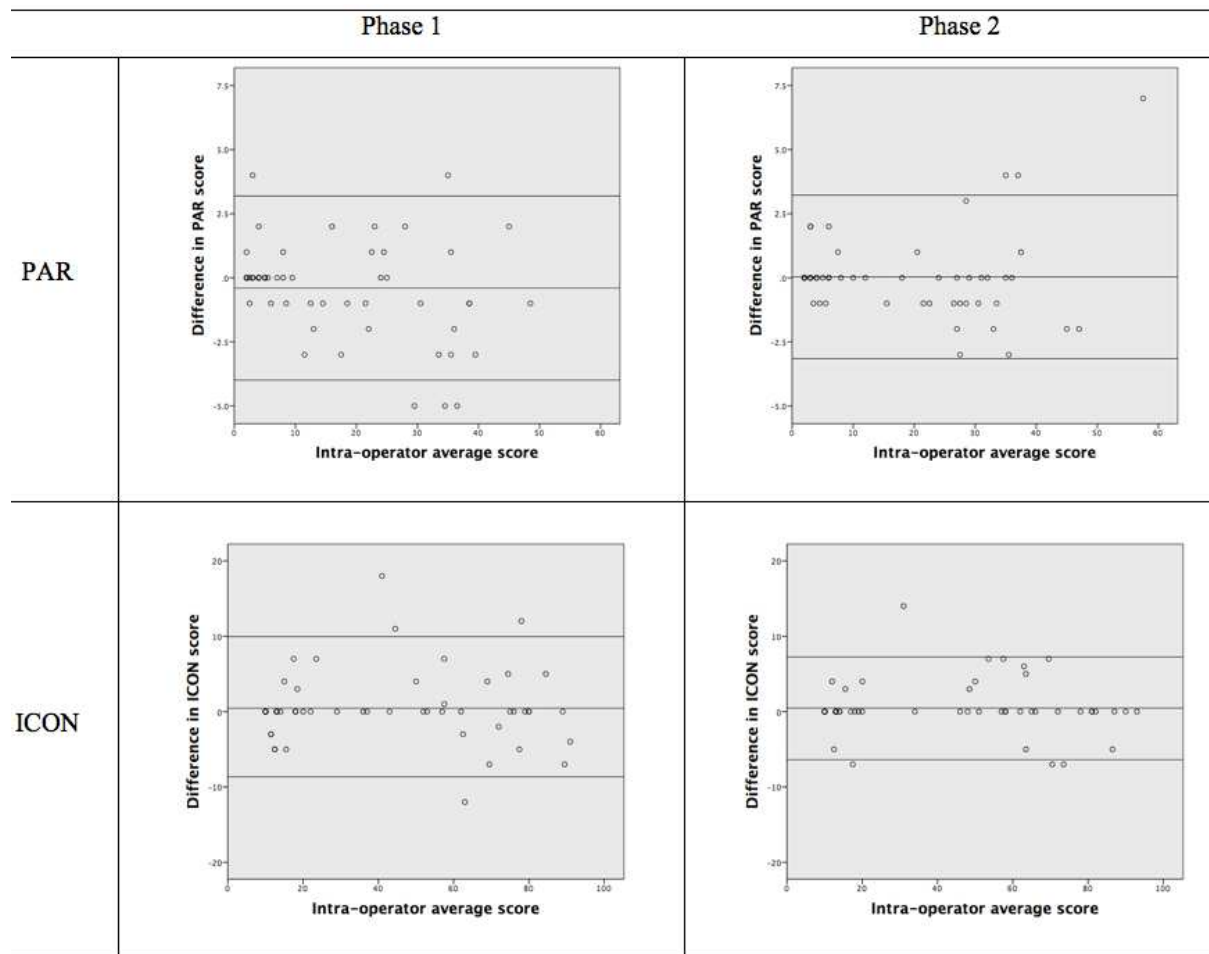 Phase 1 Phase 2
PAR
Difference in PAR score
7.5
5.0
2.5
.0
-2.5
-5.0
0 10 20 30 40 50 60
Intra-operator average score
Difference in PAR score
7.5
5.0
2.5
.0
-2.5
-5.0
0 10 20 30 40 50 60
Intra-operator average score
ICON
Difference in ICON score
20
10
0
-10
-20
0 20 40 60 80 100
Intra-operator average score
Difference in ICON score
20
10
0
-10
-20
0 20 40 60 80 100
Intra-operator average score